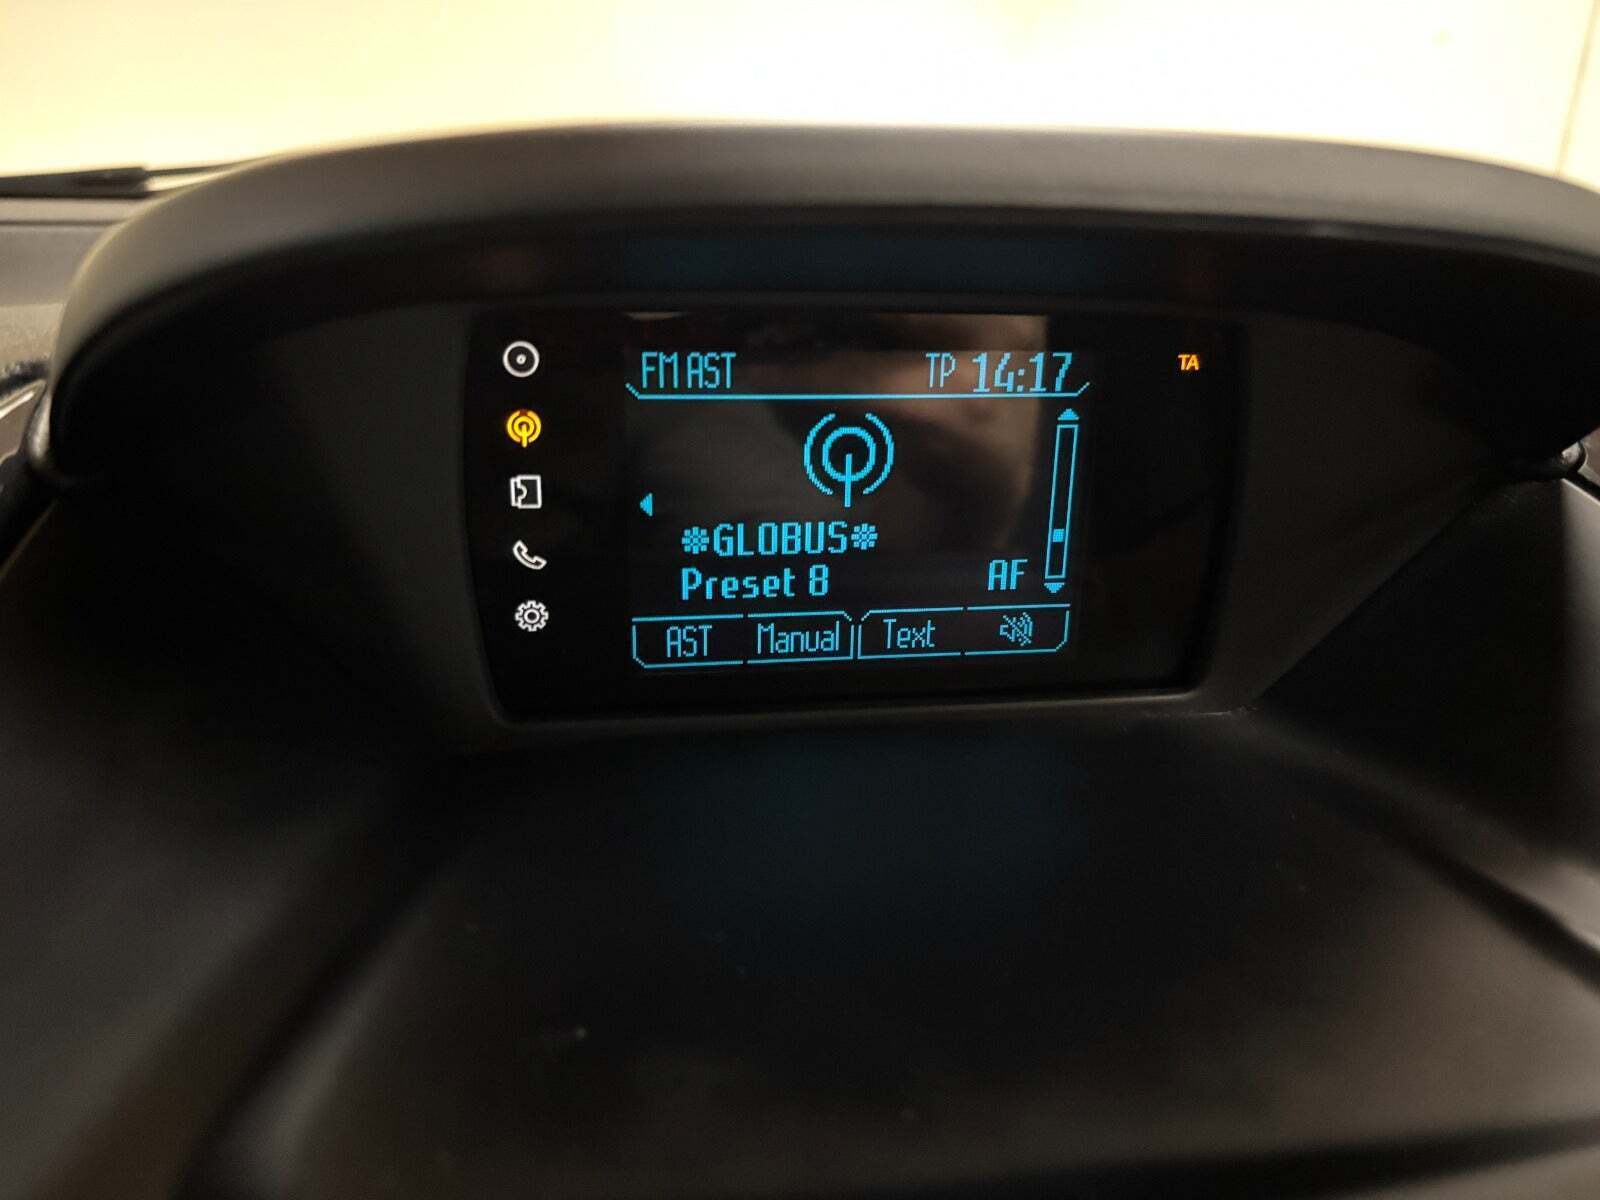 FM AST TP 14:17 TA
*GLOBUS*
Preset 8 AF
AST Manual Text